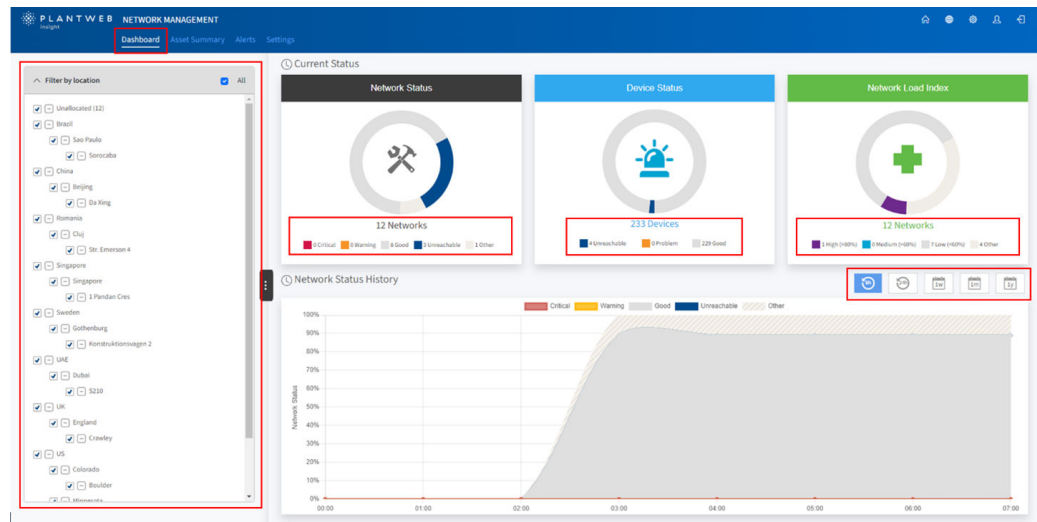 PLANTWEB NETWORK MANAGEMENT
Insight
Dashboard Asset Summary Alerts Settings
Filter by location All
Unallocated (12)
Brazil
Sao Paulo
Sorocaba
China
Beijing
Da Xing
Romania
Cluj
Str. Emerson 4
Singapore
Singapore
1 Pandan Cres
Sweden
Gothenburg
Konstruktionsvagen 2
UAE
Dubai
S210
UK
England
Crawley
US
Colorado
Boulder
Minnesota
Current Status
Network Status
12 Networks
0 Critical 0 Warning 8 Good 3 Unreachable 1 Other
Device Status
233 Devices
4 Unreachable 0 Problem 229 Good
Network Load Index
12 Networks
1 High (>80%) 0 Medium (>60%) 7 Low (<60%) 4 Other
Network Status History
1w 1m 1y
Critical Warning Good Unreachable Other
Network Status
100%
90%
80%
70%
60%
50%
40%
30%
20%
10%
0%
00:00 01:00 02:00 03:00 04:00 05:00 06:00 07:00